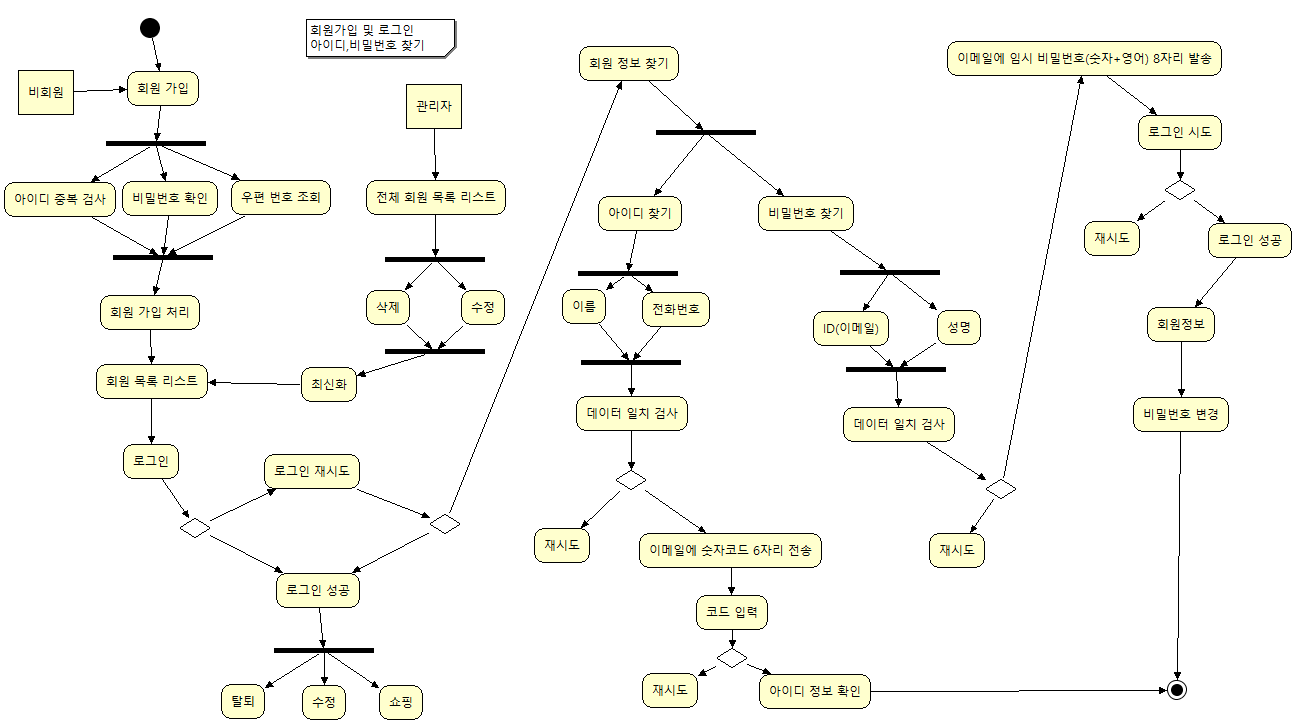 회원가입 및 로그인
아이디,비밀번호 찾기
비회원
회원 가입
아이디 중복 검사
비밀번호 확인
우편 번호 조회
회원 가입 처리
회원 목록 리스트
로그인
로그인 재시도
로그인 성공
탈퇴
수정
쇼핑
관리자
전체 회원 목록 리스트
삭제
수정
최신화
회원 정보 찾기
아이디 찾기
비밀번호 찾기
이름
전화번호
데이터 일치 검사
재시도
이메일에 숫자코드 6자리 전송
코드 입력
재시도
아이디 정보 확인
ID(이메일)
성명
데이터 일치 검사
재시도
이메일에 임시 비밀번호(숫자+영어) 8자리 발송
로그인 시도
재시도
로그인 성공
회원정보
비밀번호 변경